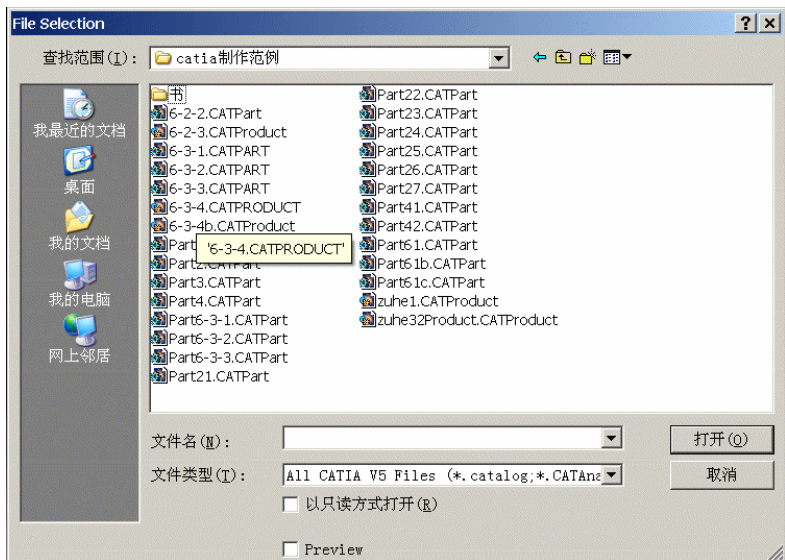 File Selection
查找范围(I):
catia制作范例
我最近的文档
桌面
我的文档
我的电脑
网上邻居
书
6-2-2.CATPart
6-2-3.CATProduct
6-3-1.CATPART
6-3-2.CATPART
6-3-3.CATPART
6-3-4.CATPRODUCT
6-3-4b.CATProduct
Part
'6-3-4.CATPRODUCT'
Part2.CATPart
Part3.CATPart
Part4.CATPart
Part6-3-1.CATPart
Part6-3-2.CATPart
Part6-3-3.CATPart
Part21.CATPart
Part22.CATPart
Part23.CATPart
Part24.CATPart
Part25.CATPart
Part26.CATPart
Part27.CATPart
Part41.CATPart
Part42.CATPart
Part61.CATPart
Part61b.CATPart
Part61c.CATPart
zuhe1.CATProduct
zuhe32Product.CATProduct
文件名(N):
打开(O)
文件类型(T):
All CATIA V5 Files (*.catalog;*.CATAna
取消
以只读方式打开(R)
Preview